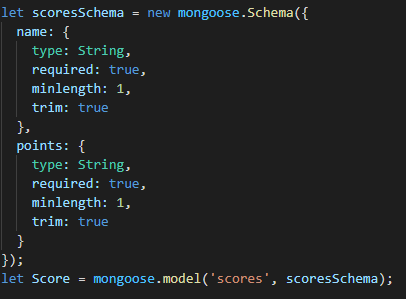 let scoresSchema = new mongoose.Schema({
  name: {
    type: String,
    required: true,
    minlength: 1,
    trim: true
  },
  points: {
    type: String,
    required: true,
    minlength: 1,
    trim: true
  }
});
let Score = mongoose.model('scores', scoresSchema);